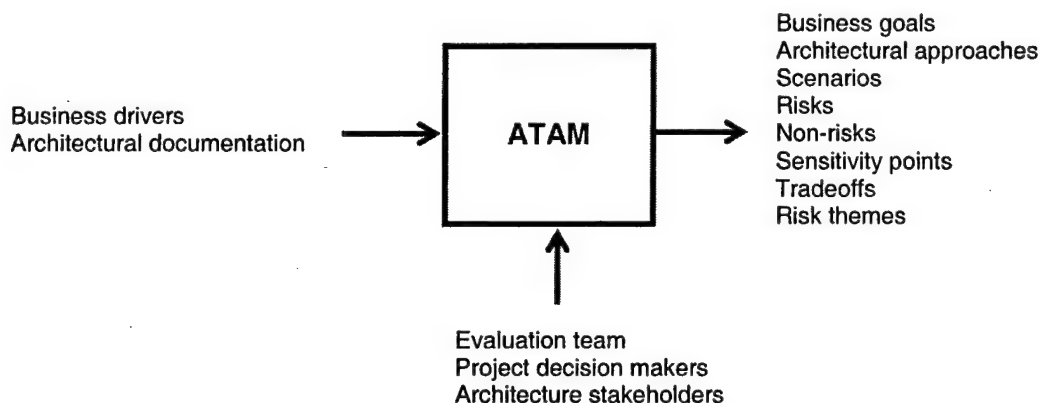 Business drivers
Architectural documentation
ATAM
Business goals
Architectural approaches
Scenarios
Risks
Non-risks
Sensitivity points
Tradeoffs
Risk themes
Evaluation team
Project decision makers
Architecture stakeholders